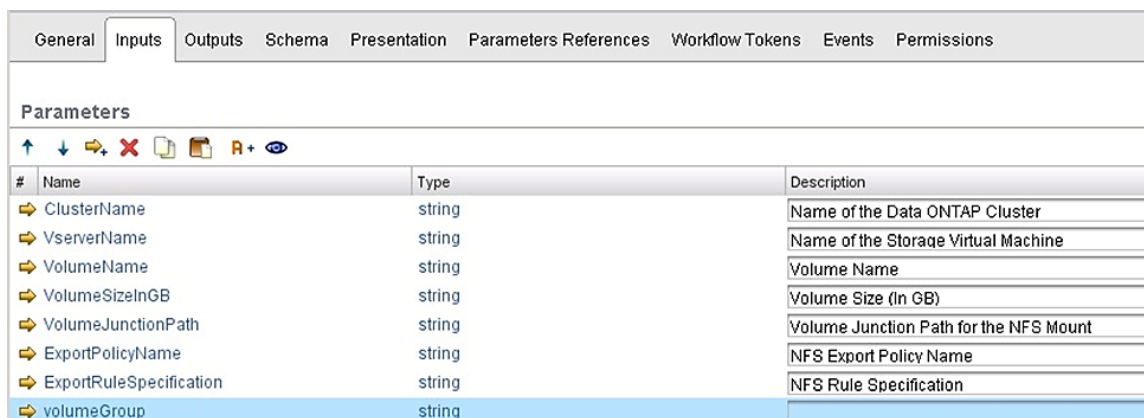 General Inputs Outputs Schema Presentation Parameters References Workflow Tokens Events Permissions
Parameters
# Name Type Description
ClusterName string Name of the Data ONTAP Cluster
VserverName string Name of the Storage Virtual Machine
VolumeName string Volume Name
VolumeSizeInGB string Volume Size (In GB)
VolumeJunctionPath string Volume Junction Path for the NFS Mount
ExportPolicyName string NFS Export Policy Name
ExportRuleSpecification string NFS Rule Specification
volumeGroup string